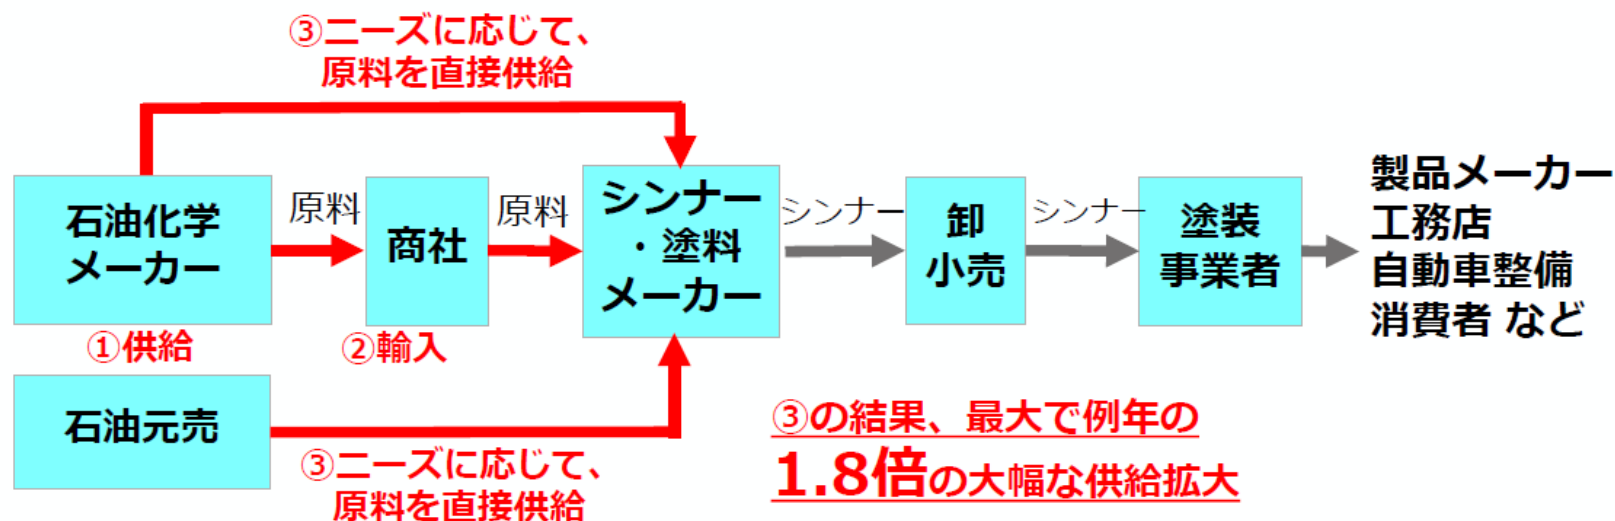 ③ニーズに応じて、
原料を直接供給
石油化学
メーカー
原料
商社
原料
シンナー
・塗料
メーカー
シンナー
卸
小売
シンナー
塗装
事業者
製品メーカー
工務店
自動車整備
消費者 など
①供給
②輸入
石油元売
③ニーズに応じて、
原料を直接供給
③の結果、最大で例年の
1.8倍の大幅な供給拡大